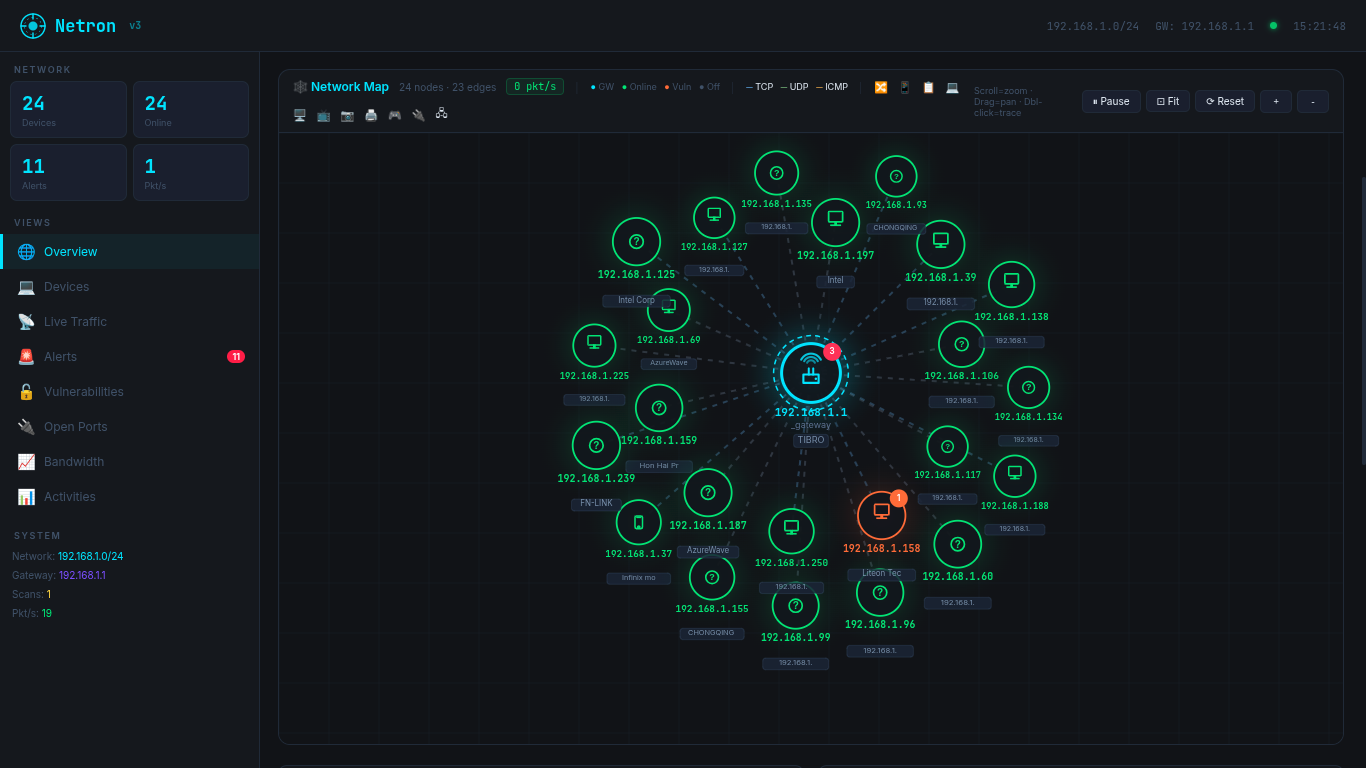 Netron v3
192.168.1.0/24 GW: 192.168.1.1 15:21:48
NETWORK
24
Devices
24
Online
11
Alerts
1
Pkt/s
VIEWS
Overview
Devices
Live Traffic
Alerts 11
Vulnerabilities
Open Ports
Bandwidth
Activities
SYSTEM
Network: 192.168.1.0/24
Gateway: 192.168.1.1
Scans: 1
Pkt/s: 19
Network Map 24 nodes · 23 edges 0 pkt/s
GW Online Vuln Off
TCP UDP ICMP
Scroll=zoom ·
Drag=pan · Dbl-
click=trace
Pause Fit Reset + -
192.168.1.135
192.168.1.
192.168.1.93
CHONGQING
192.168.1.127
192.168.1.
192.168.1.197
Intel
192.168.1.125
Intel Corp
192.168.1.39
192.168.1.
192.168.1.138
192.168.1.
192.168.1.69
AzureWave
192.168.1.225
192.168.1.
3
192.168.1.1
_gateway
TIBRO
192.168.1.106
192.168.1.
192.168.1.134
192.168.1.
192.168.1.159
Hon Hai Pr
192.168.1.239
FN-LINK
192.168.1.117
192.168.1.
192.168.1.188
192.168.1.
192.168.1.187
AzureWave
192.168.1.37
Infinix mo
192.168.1.250
192.168.1.
1
192.168.1.158
Liteon Tec
192.168.1.60
192.168.1.
192.168.1.155
CHONGQING
192.168.1.99
192.168.1.
192.168.1.96
192.168.1.